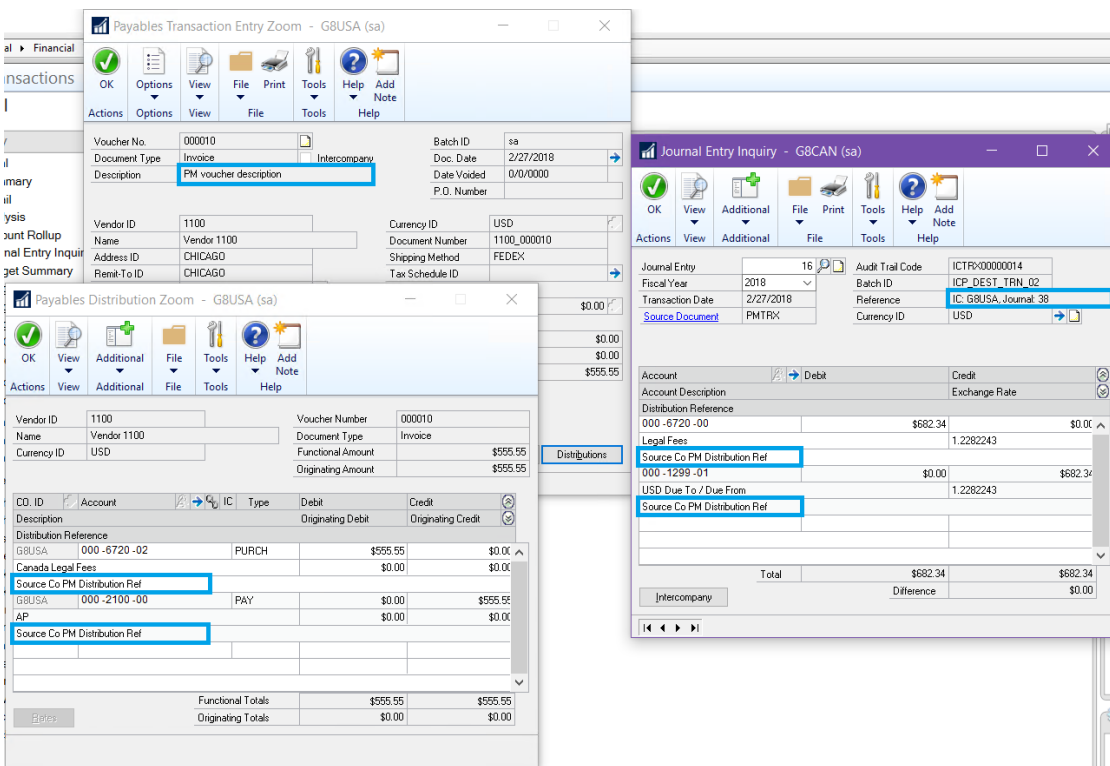 Payables Transaction Entry Zoom - G8USA (sa)
al Financial
ansactions
OK Options View File Print Tools Help Add Note
Actions Options View File Tools Help
Voucher No. 000010 Batch ID sa
Document Type Invoice Intercompany Doc. Date 2/27/2018
Description PM voucher description Date Voided 0/0/0000
P.O. Number
Vendor ID 1100 Currency ID USD
Name Vendor 1100 Document Number 1100_000010
Address ID CHICAGO Shipping Method FEDEX
Remit-To ID CHICAGO Tax Schedule ID
$0.00
$0.00
$0.00
$555.55
Distributions
mary
ail
ysis
ount Rollup
nal Entry Inquir
get Summary
Payables Distribution Zoom - G8USA (sa)
OK View Additional File Tools Help Add Note
Actions View Additional File Tools Help
Vendor ID 1100 Voucher Number 000010
Name Vendor 1100 Document Type Invoice
Currency ID USD Functional Amount $555.55
Originating Amount $555.55
CO. ID Account IC Type Debit Credit
Description Originating Debit Originating Credit
Distribution Reference
G8USA 000 -6720 -02 PURCH $555.55 $0.00
Canada Legal Fees $0.00 $0.00
Source Co PM Distribution Ref
G8USA 000 -2100 -00 PAY $0.00 $555.55
AP $0.00 $0.00
Source Co PM Distribution Ref
Functional Totals $555.55 $555.55
Originating Totals $0.00 $0.00
Journal Entry Inquiry - G8CAN (sa)
OK View Additional File Print Tools Help Add Note
Actions View Additional File Tools Help
Journal Entry 16 Audit Trail Code ICTRX00000014
Fiscal Year 2018 Batch ID ICP_DEST_TRN_02
Transaction Date 2/27/2018 Reference IC: G8USA, Journal: 38
Source Document PMTRX Currency ID USD
Account Debit Credit
Account Description Exchange Rate
Distribution Reference
000 -6720 -00 $682.34 $0.00
Legal Fees 1.2282243
Source Co PM Distribution Ref
000 -1299 -01 $0.00 $682.34
USD Due To / Due From 1.2282243
Source Co PM Distribution Ref
Total $682.34 $682.34
Difference $0.00
Intercompany